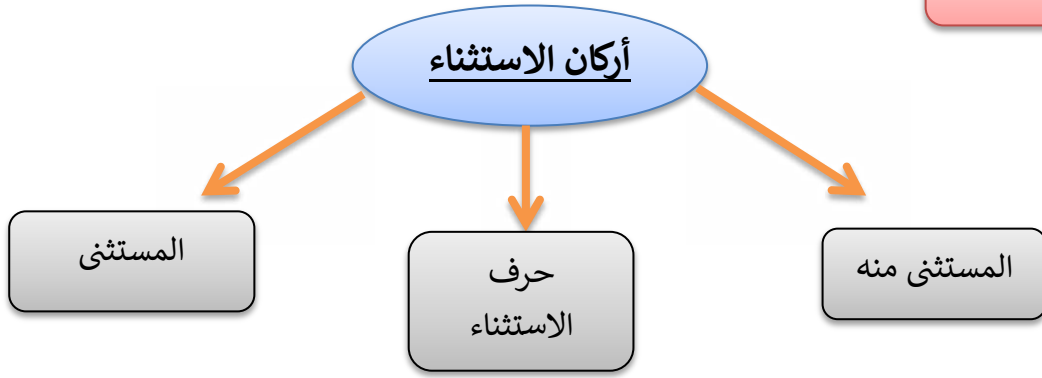 أركان الاستثناء
المستثنى منه
حرف
الاستثناء
المستثنى